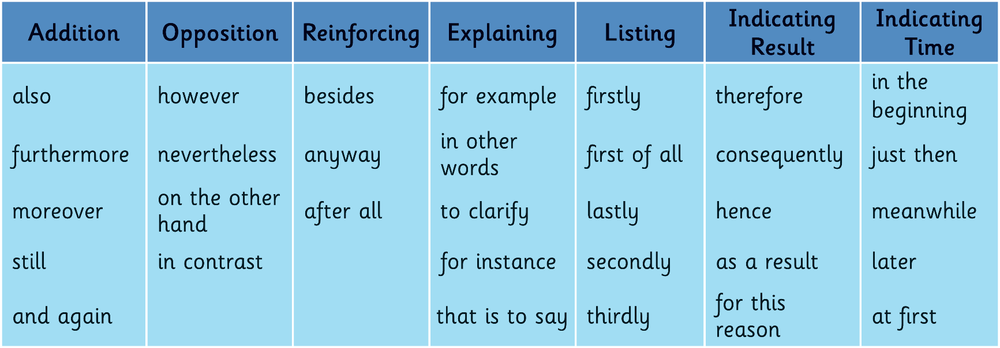 Addition Opposition Reinforcing Explaining Listing Indicating Result Indicating Time
also however besides for example firstly therefore in the beginning
furthermore nevertheless anyway in other words first of all consequently just then
moreover on the other hand after all to clarify lastly hence meanwhile
still in contrast for instance secondly as a result later
and again that is to say thirdly for this reason at first